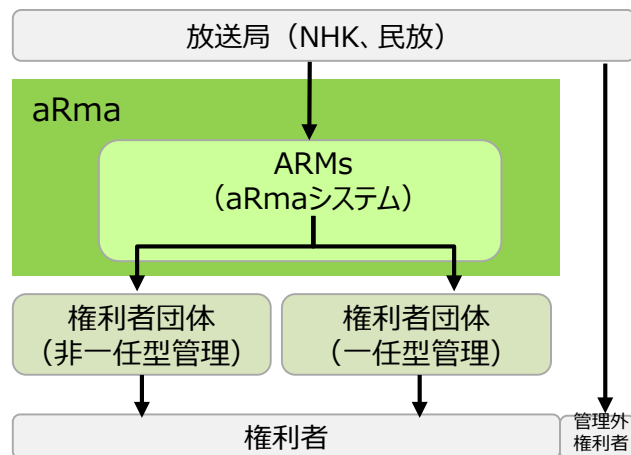 放送局（NHK、民放）
aRma
ARMs
（aRmaシステム）
権利者団体
（非一任型管理）
権利者団体
（一任型管理）
権利者
管理外
権利者